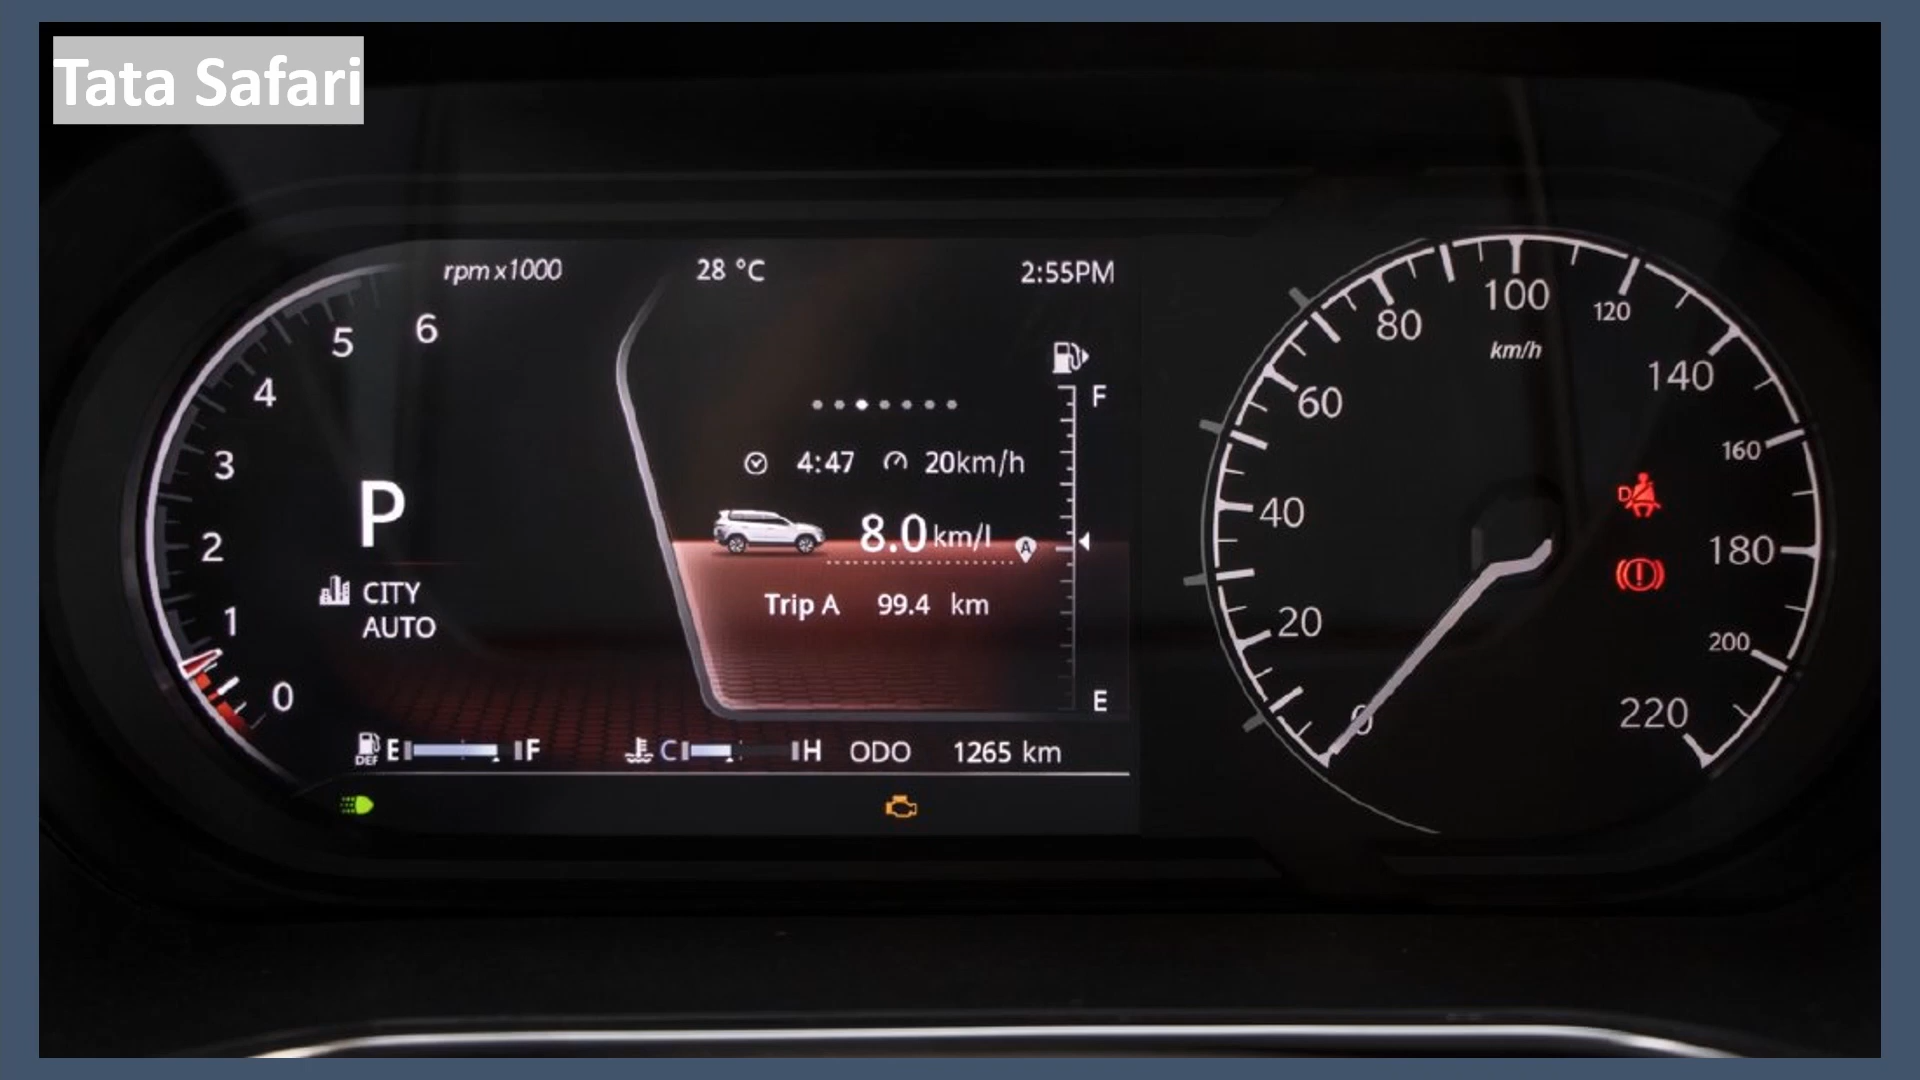 Tata Safari
rpm x1000
28 °C
2:55PM
6
5
4
3
2
1
0
P
CITY
AUTO
F
4:47 20km/h
8.0 km/l
A
Trip A 99.4 km
E
DEF E F
C H
ODO 1265 km
0
20
40
60
80
100
120
140
160
180
200
220
km/h
D